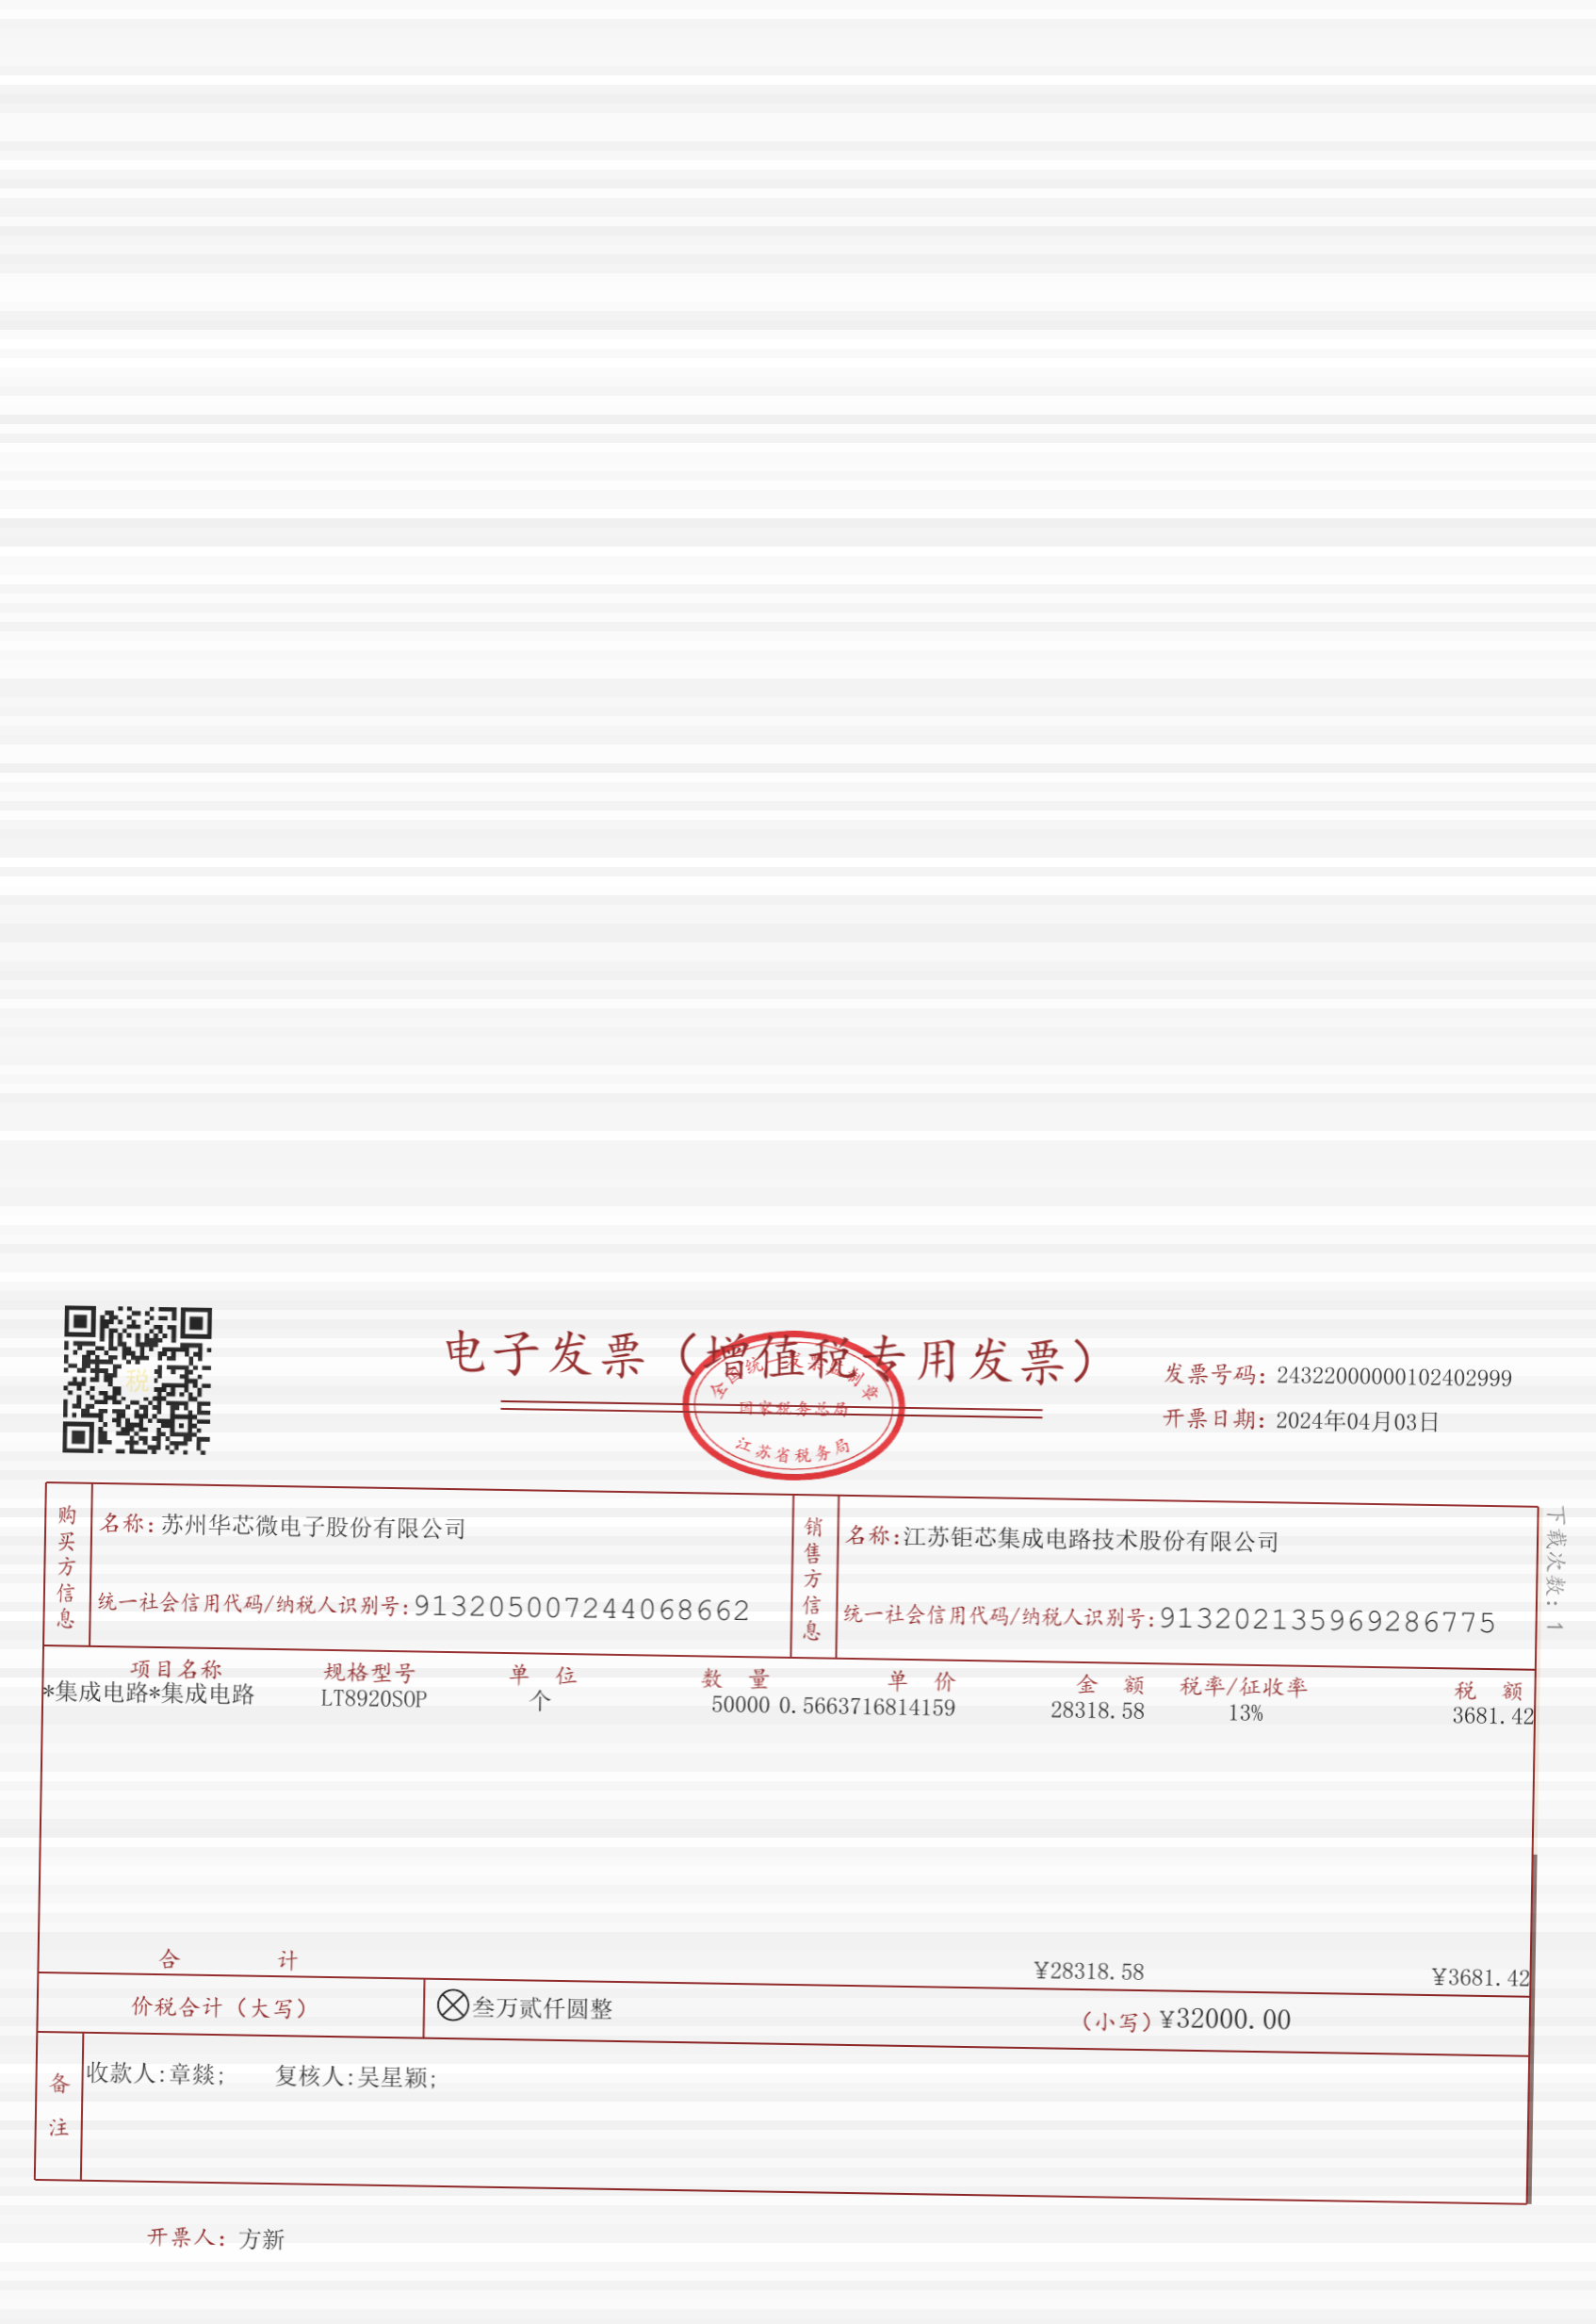 电子发票（增值税专用发票）
税
全国统一发票监制章
国家税务总局
江苏省税务局
发票号码：24322000000102402999
开票日期：2024年04月03日
购买方信息
名称：苏州华芯微电子股份有限公司
统一社会信用代码/纳税人识别号：913205007244068662
销售方信息
名称：江苏钜芯集成电路技术股份有限公司
统一社会信用代码/纳税人识别号：913202135969286775
下载次数：1
项目名称 规格型号 单位 数量 单价 金额 税率/征收率 税额
*集成电路*集成电路 LT8920SOP 个 50000 0.5663716814159 28318.58 13% 3681.42
合计 ¥28318.58 ¥3681.42
价税合计（大写） ⊗叁万贰仟圆整 （小写）¥32000.00
备注
收款人:章燚; 复核人:吴星颖;
开票人：方新